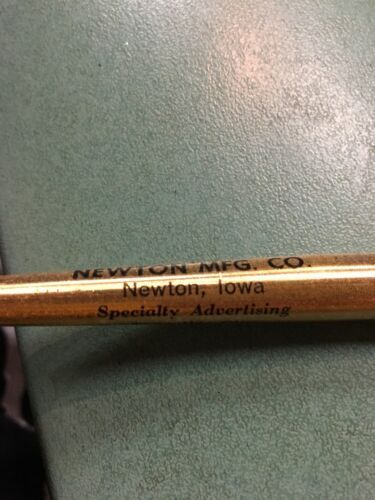 NEWTON MFG. CO.
Newton, Iowa
Specialty Advertising